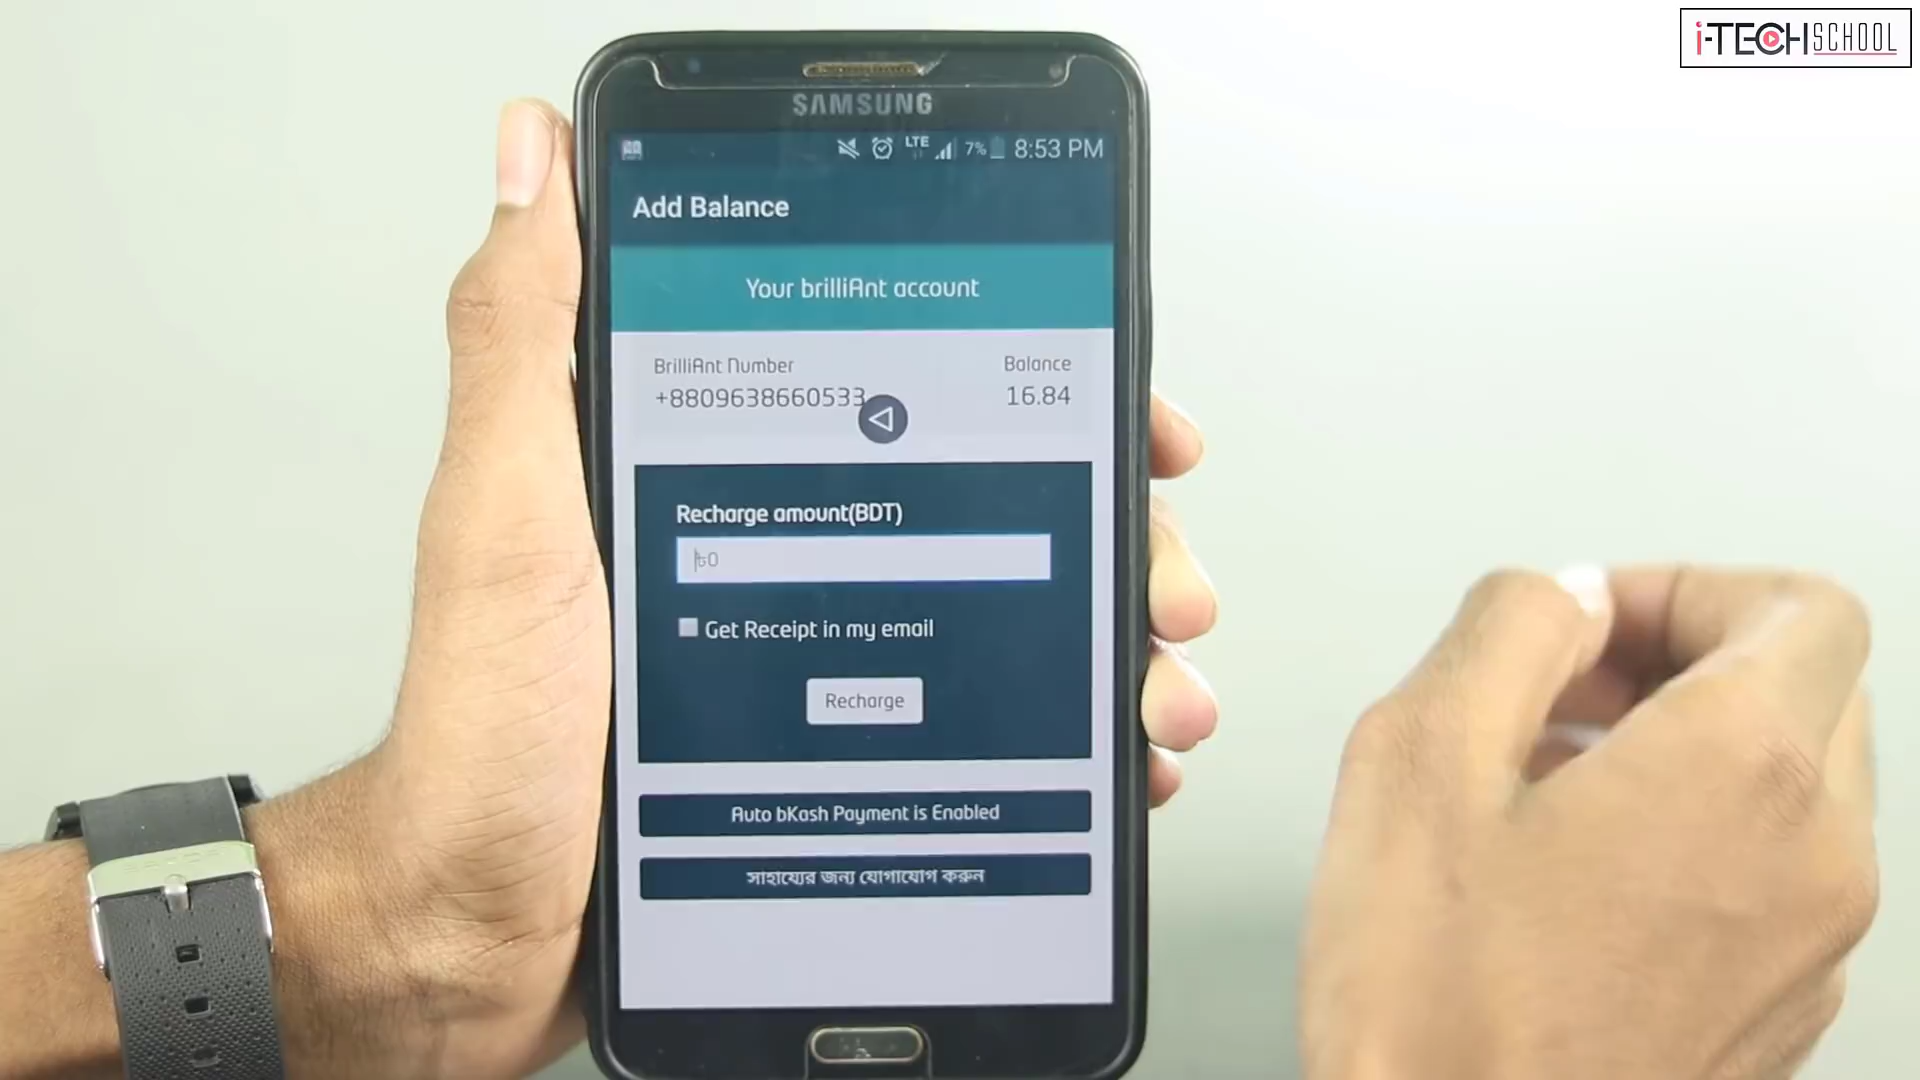 i-TECH SCHOOL
SAMSUNG
LTE 7% 8:53 PM
Add Balance
Your brilliAnt account
BrilliAnt Number Balance
+8809638660533 16.84
Recharge amount(BDT)
৳0
Get Receipt in my email
Recharge
Auto bKash Payment is Enabled
সাহায্যের জন্য যোগাযোগ করুন